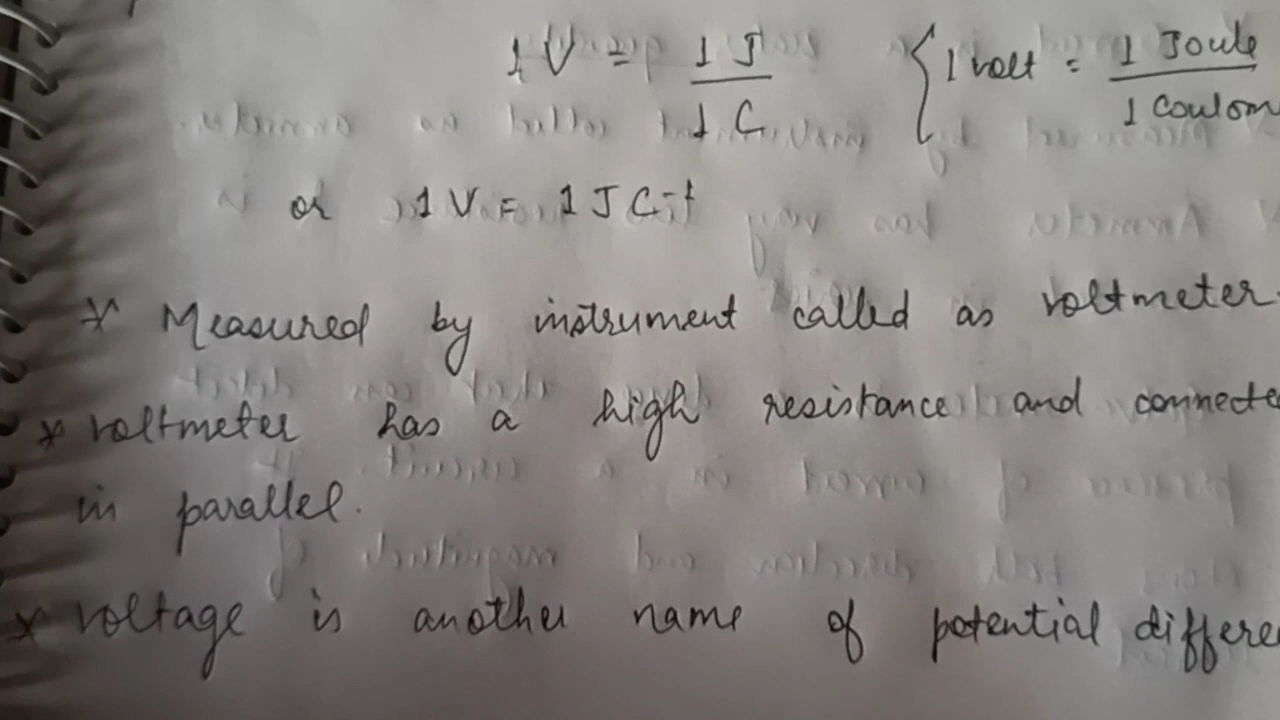 1 V = 1 J / 1 C { 1 volt = 1 Joule / 1 Coulom
or 1 V = 1 J C-1
* Measured by instrument called as voltmeter.
* voltmeter has a high resistance and connecte
in parallel.
* voltage is another name of potential differe